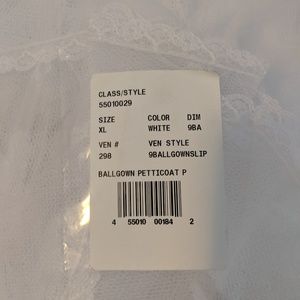 CLASS/STYLE
55010029
SIZE COLOR DIM
XL WHITE 9BA
VEN # VEN STYLE
298 9BALLGOWNSLIP
BALLGOWN PETTICOAT P
4 55010 00184 2